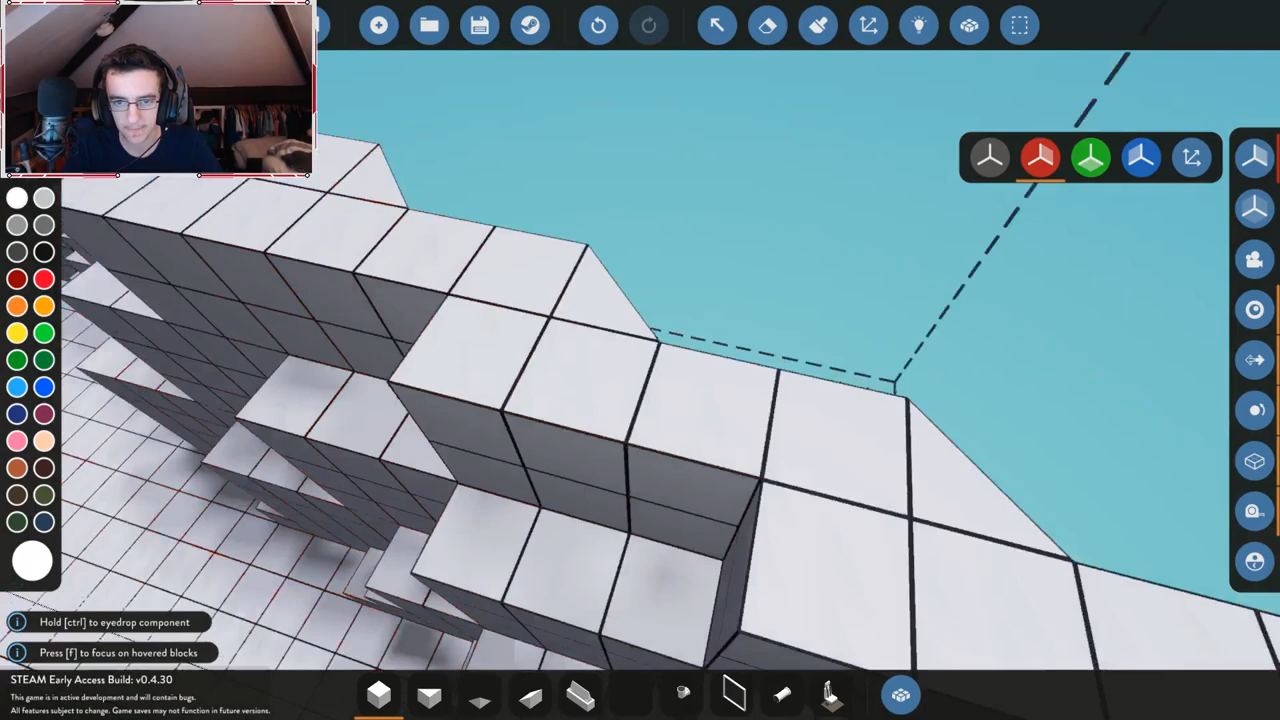 Hold [ctrl] to eyedrop component
Press [f] to focus on hovered blocks
STEAM Early Access Build: v0.4.30
This game is in active development and will contain bugs.
All features subject to change. Game saves may not function in future versions.